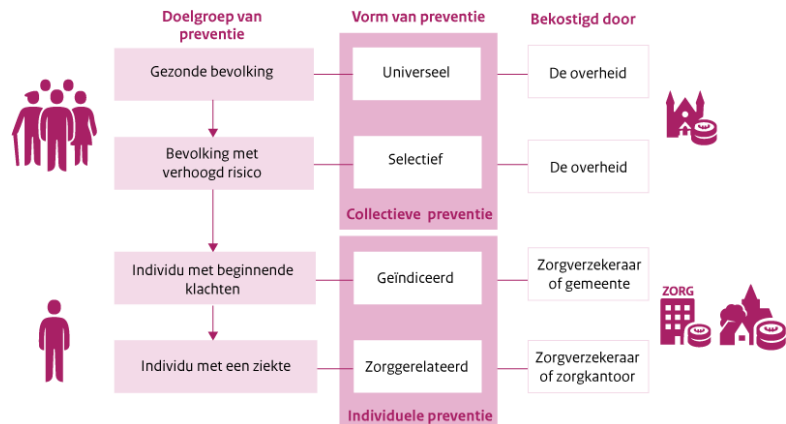 Doelgroep van
preventie
Vorm van preventie
Bekostigd door
Gezonde bevolking
Universeel
De overheid
Bevolking met
verhoogd risico
Selectief
De overheid
Collectieve preventie
Individu met beginnende
klachten
Geïndiceerd
Zorgverzekeraar
of gemeente
ZORG
Individu met een ziekte
Zorggerelateerd
Zorgverzekeraar
of zorgkantoor
Individuele preventie